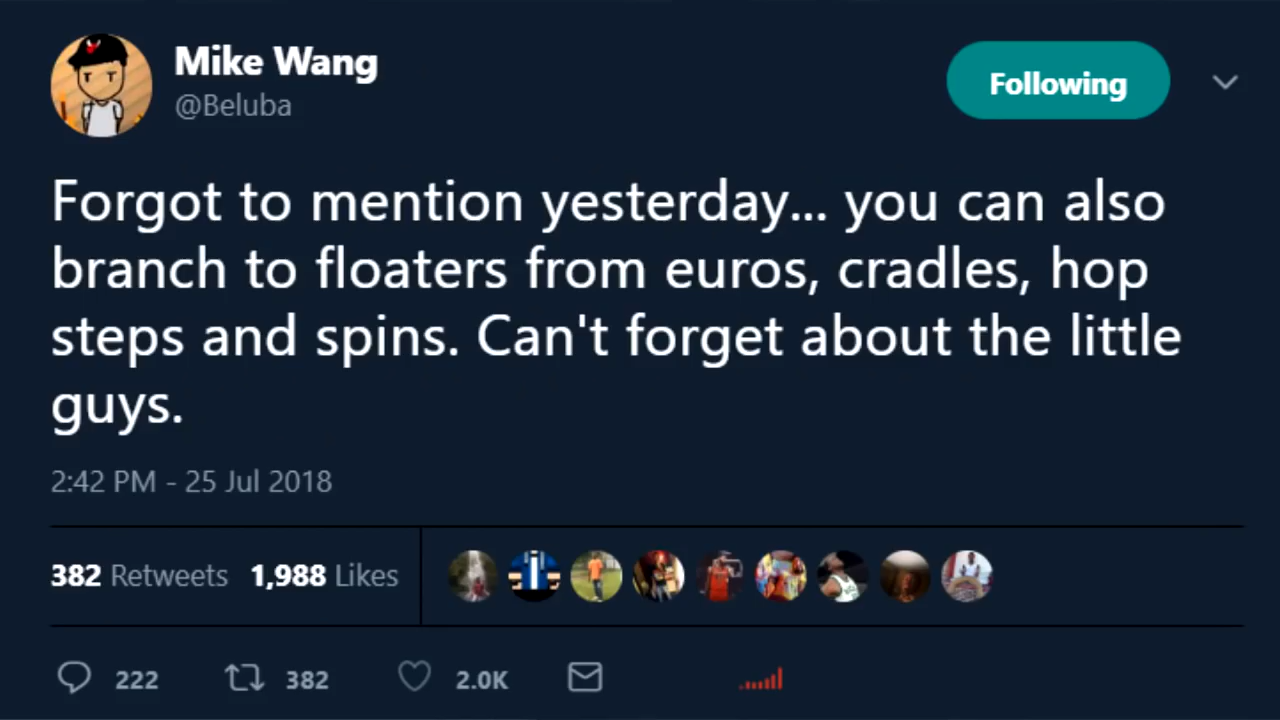 Mike Wang
@Beluba
Following
Forgot to mention yesterday... you can also
branch to floaters from euros, cradles, hop
steps and spins. Can't forget about the little
guys.
2:42 PM - 25 Jul 2018
382 Retweets 1,988 Likes
222 382 2.0K